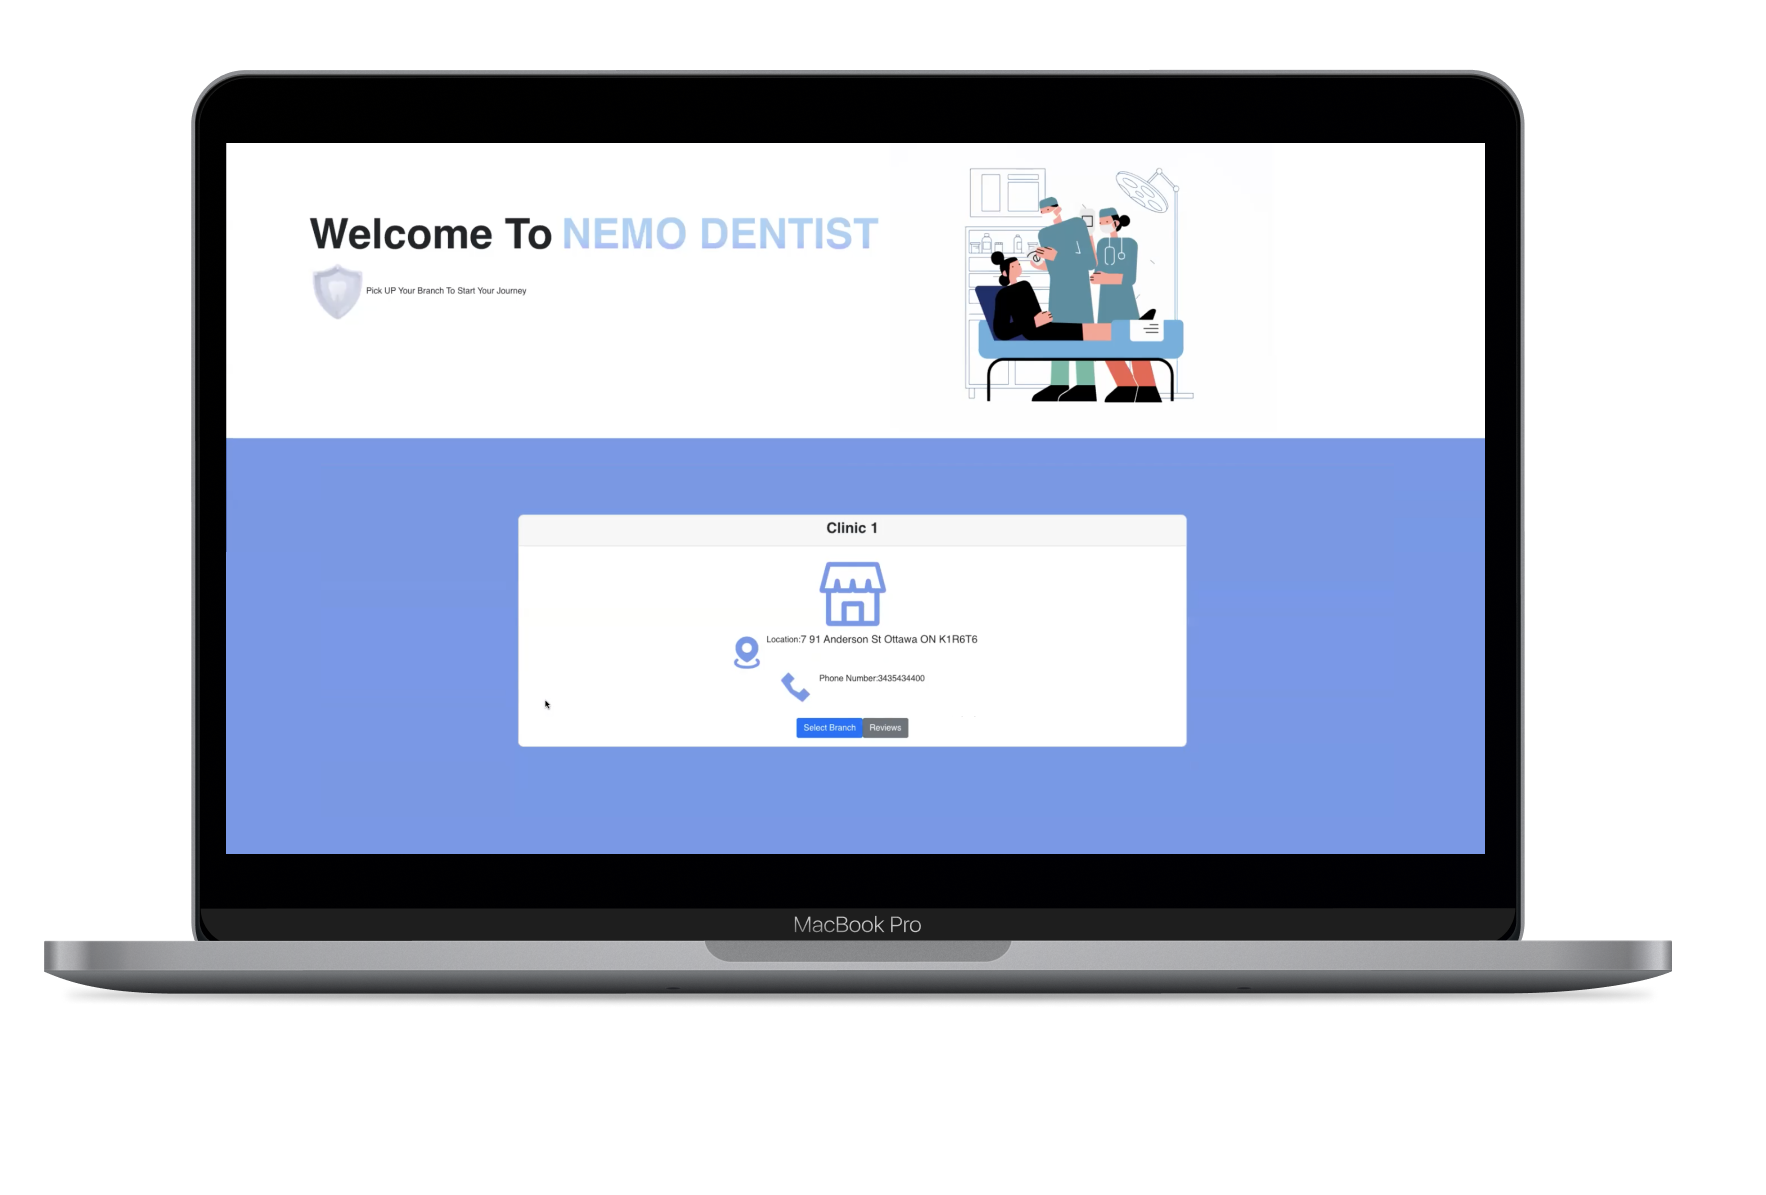 Welcome To NEMO DENTIST
Pick UP Your Branch To Start Your Journey
Clinic 1
Location:7 91 Anderson St Ottawa ON K1R6T6
Phone Number:3435434400
Select Branch Reviews
MacBook Pro